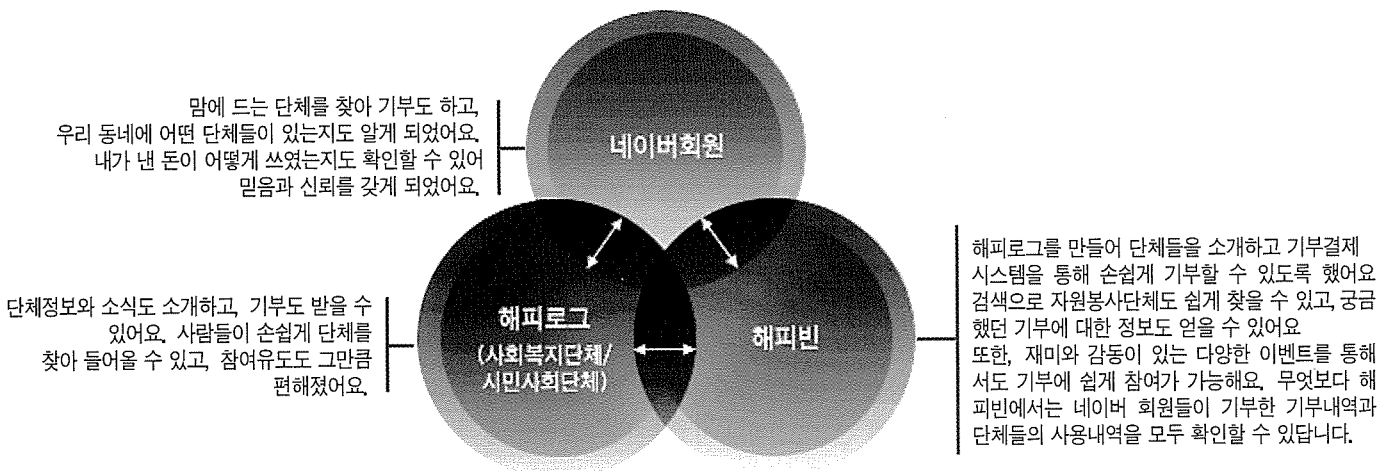 맘에 드는 단체를 찾아 기부도 하고,
우리 동네에 어떤 단체들이 있는지도 알게 되었어요.
내가 낸 돈이 어떻게 쓰였는지도 확인할 수 있어
믿음과 신뢰를 갖게 되었어요.
네이버회원
단체정보와 소식도 소개하고, 기부도 받을 수
있어요. 사람들이 손쉽게 단체를
찾아 들어올 수 있고, 참여유도도 그만큼
편해졌어요.
해피로그
(사회복지단체/
시민사회단체)
해피빈
해피로그를 만들어 단체들을 소개하고 기부결제
시스템을 통해 손쉽게 기부할 수 있도록 했어요
검색으로 자원봉사단체도 쉽게 찾을 수 있고, 궁금
했던 기부에 대한 정보도 얻을 수 있어요
또한, 재미와 감동이 있는 다양한 이벤트를 통해
서도 기부에 쉽게 참여가 가능해요. 무엇보다 해
피빈에서는 네이버 회원들이 기부한 기부내역과
단체들의 사용내역을 모두 확인할 수 있답니다.